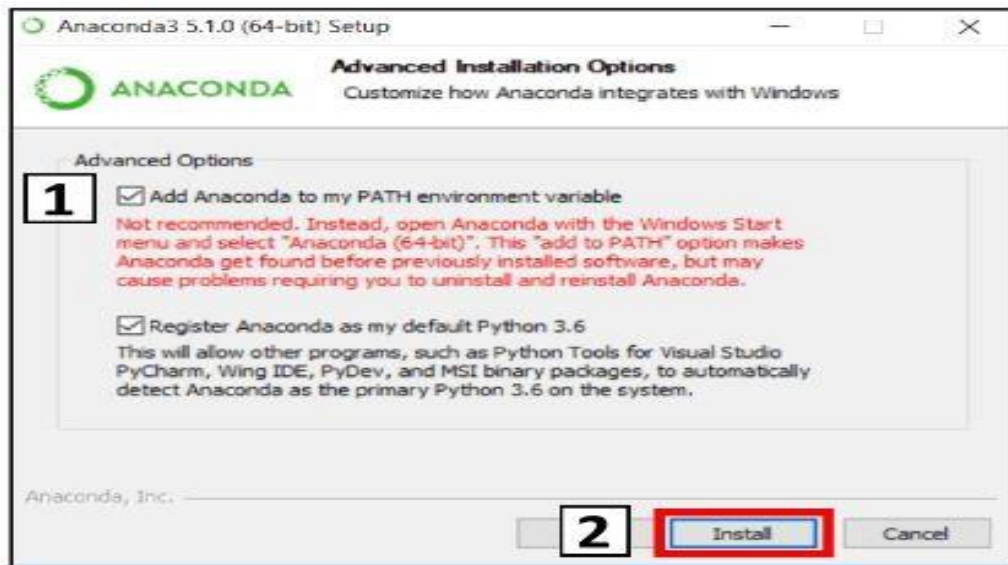 Anaconda3 5.1.0 (64-bit) Setup
ANACONDA
Advanced Installation Options
Customize how Anaconda integrates with Windows
Advanced Options
1
Add Anaconda to my PATH environment variable
Not recommended. Instead, open Anaconda with the Windows Start
menu and select "Anaconda (64-bit)". This "add to PATH" option makes
Anaconda get found before previously installed software, but may
cause problems requiring you to uninstall and reinstall Anaconda.
Register Anaconda as my default Python 3.6
This will allow other programs, such as Python Tools for Visual Studio
PyCharm, Wing IDE, PyDev, and MSI binary packages, to automatically
detect Anaconda as the primary Python 3.6 on the system.
Anaconda, Inc.
2
Install
Cancel